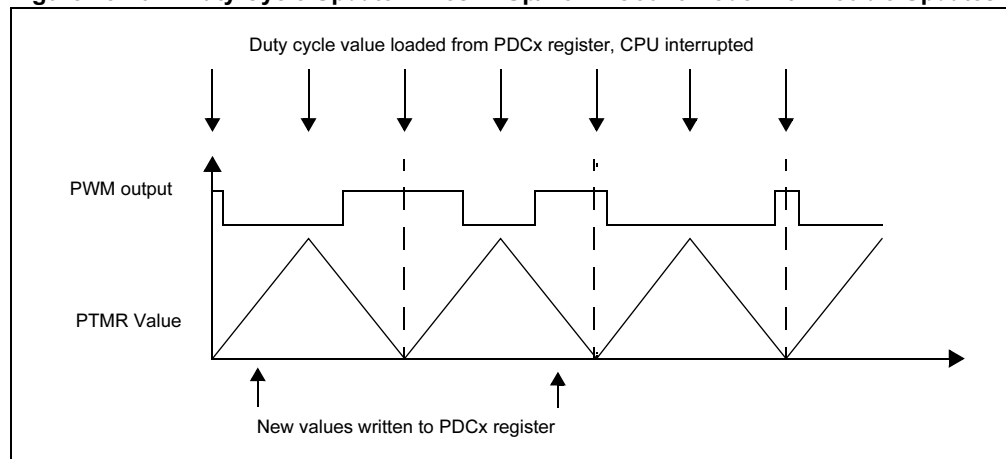 Duty cycle value loaded from PDCx register, CPU interrupted
PWM output
PTMR Value
New values written to PDCx register